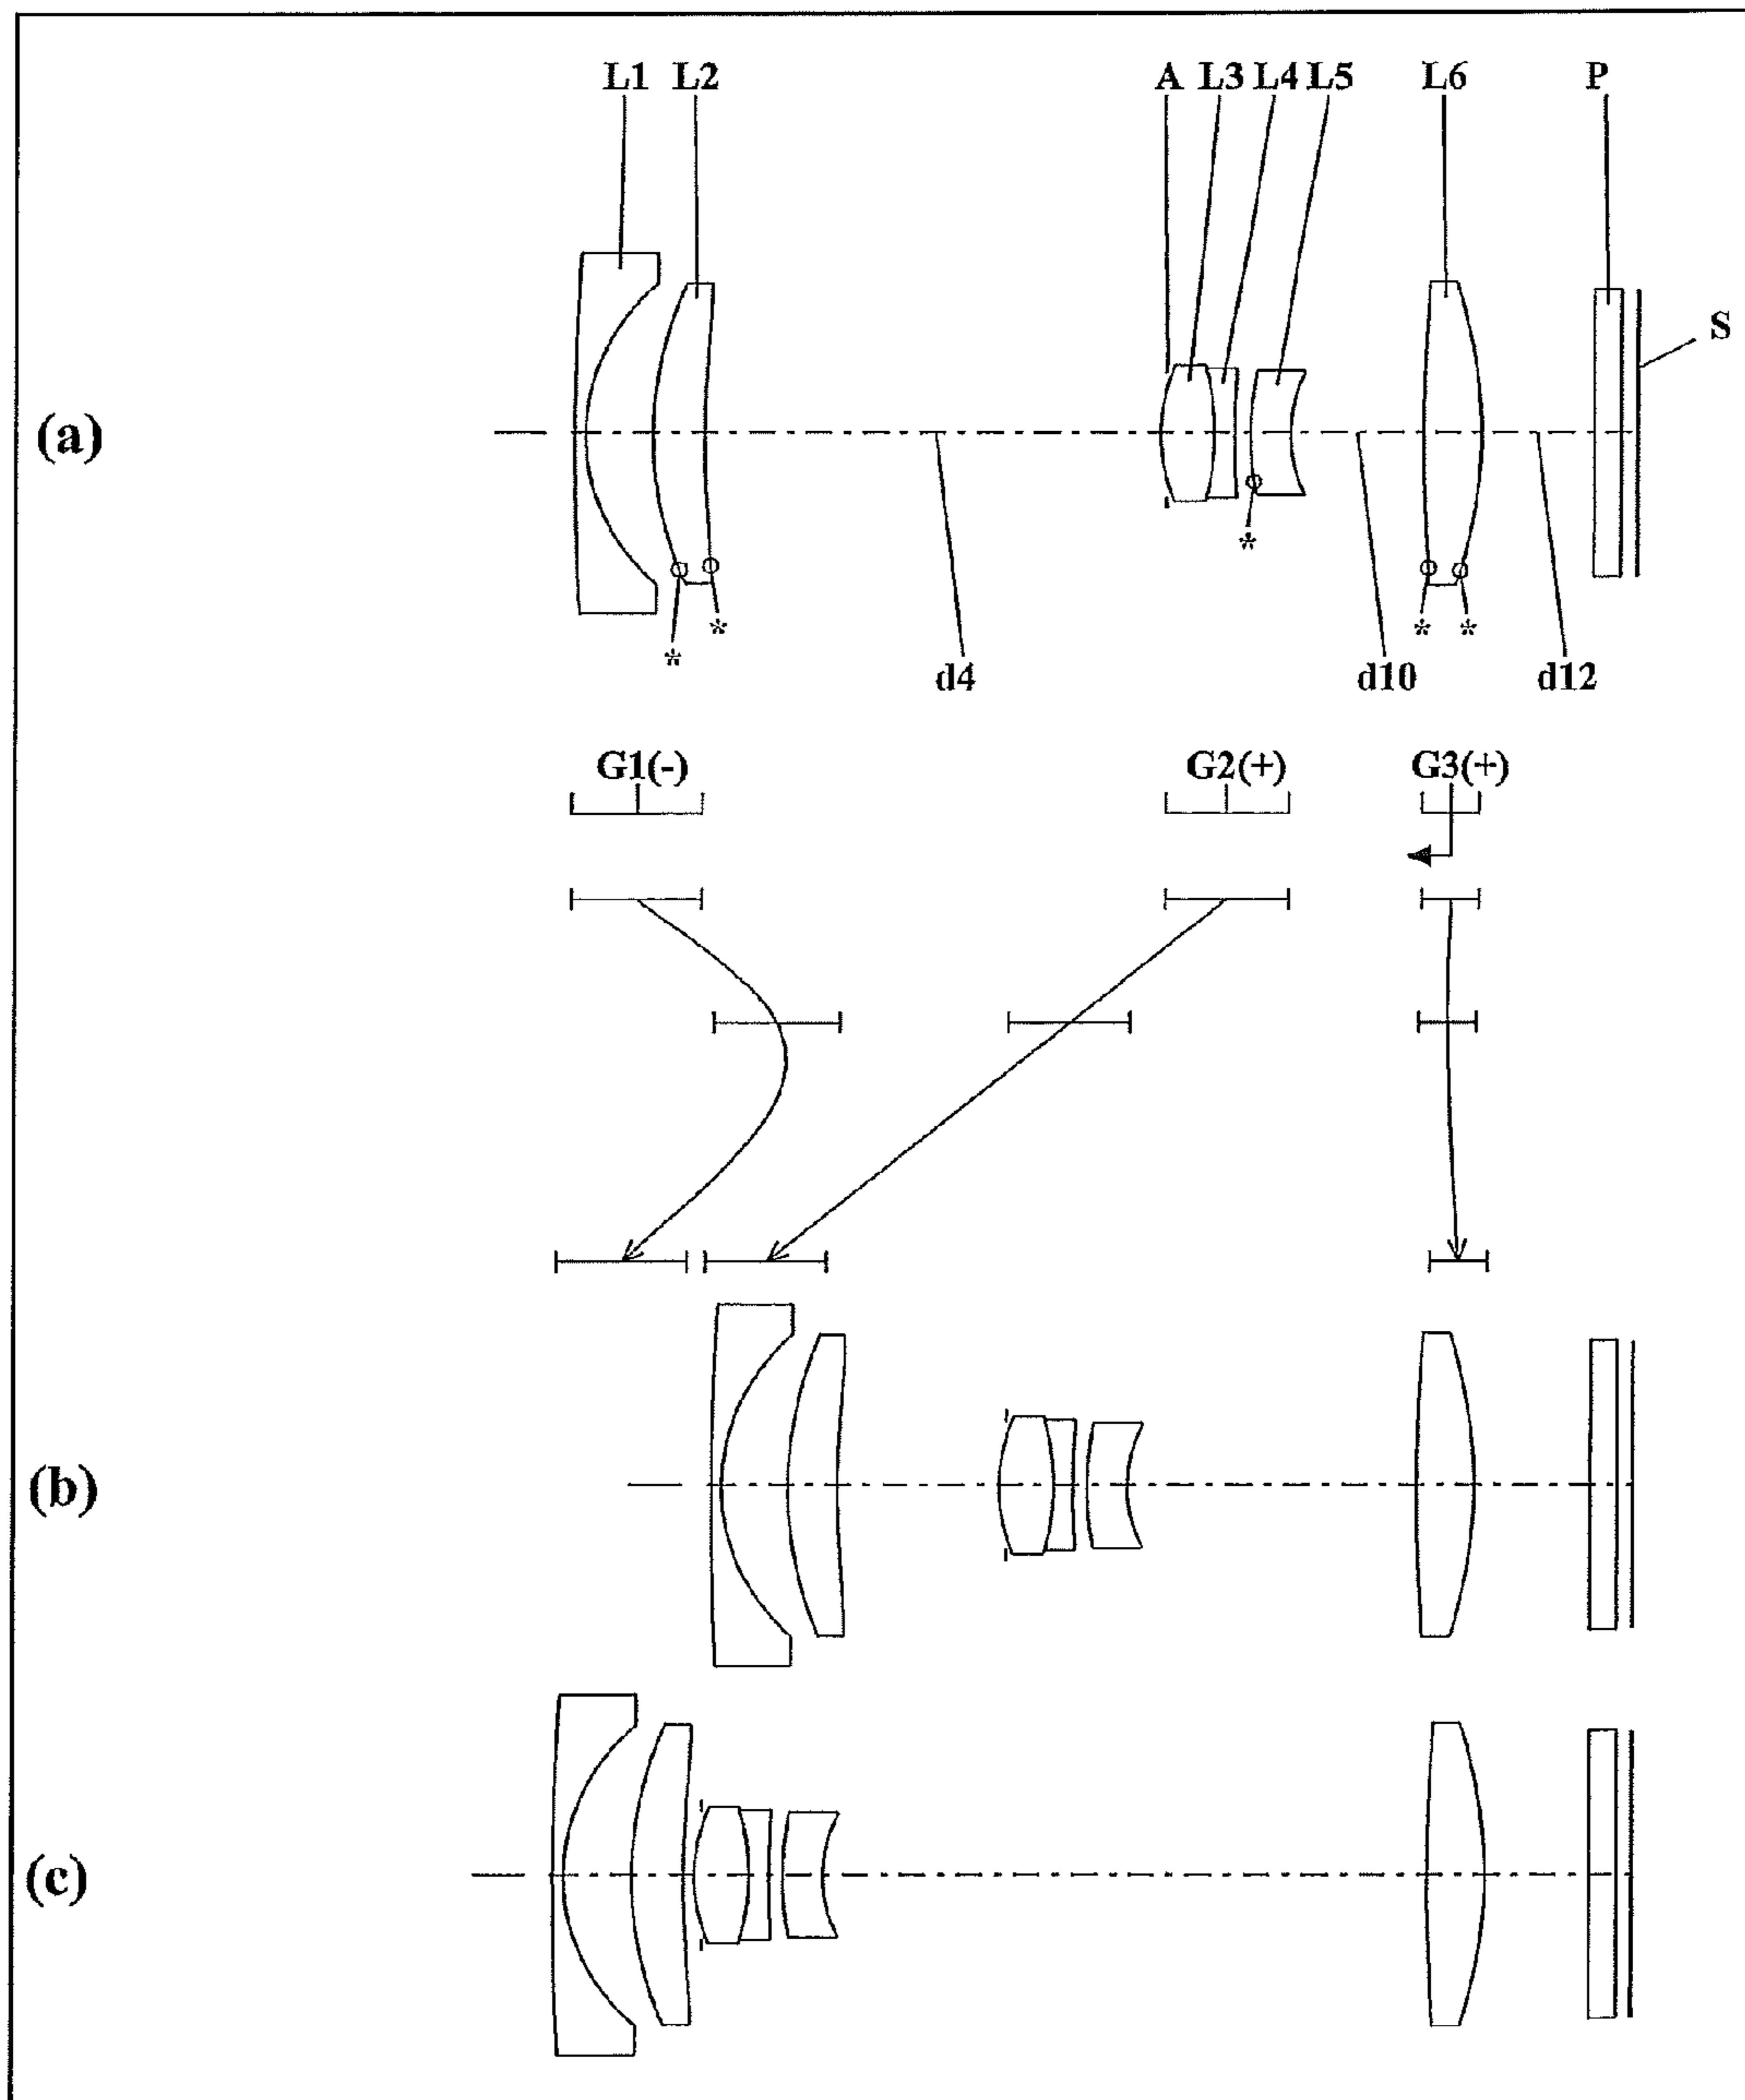 L1 L2 A L3 L4 L5 L6 P
S
(a)
*
* * * *
d4 d10 d12
G1(-) G2(+) G3(+)
(b)
(c)